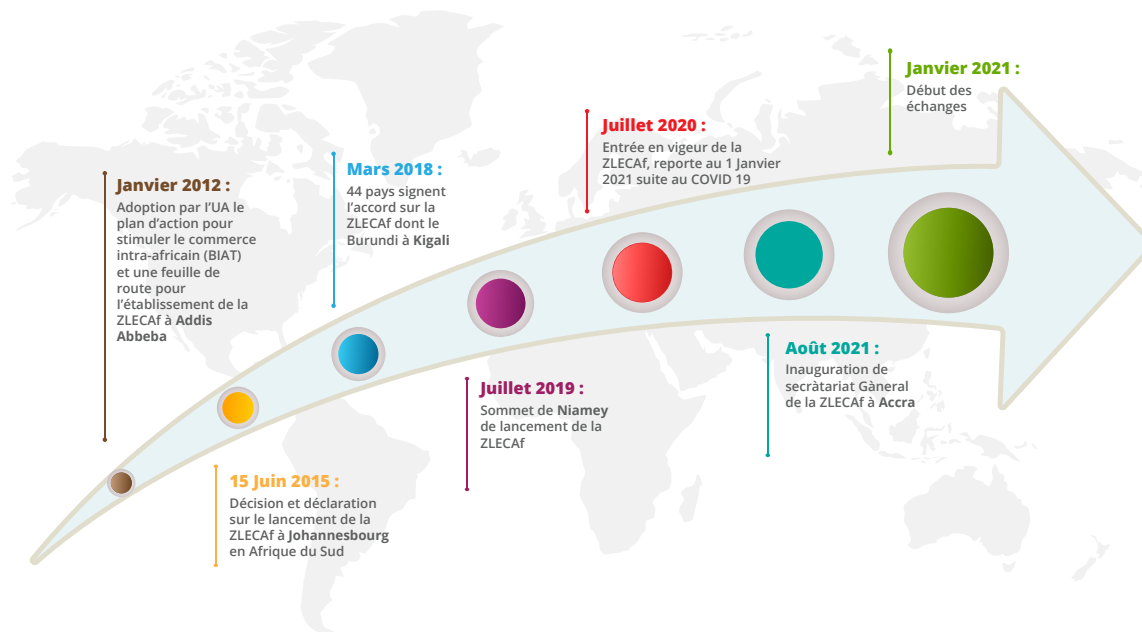 Janvier 2012 :
Adoption par l’UA le
plan d’action pour
stimuler le commerce
intra-africain (BIAT)
et une feuille de
route pour
l’établissement de la
ZLECAf à Addis
Abbeba
15 Juin 2015 :
Décision et déclaration
sur le lancement de la
ZLECAf à Johannesbourg
en Afrique du Sud
Mars 2018 :
44 pays signent
l’accord sur la
ZLECAf dont le
Burundi à Kigali
Juillet 2019 :
Sommet de Niamey
de lancement de la
ZLECAf
Juillet 2020 :
Entrée en vigeur de la
ZLECAf, reporte au 1 Janvier
2021 suite au COVID 19
Août 2021 :
Inauguration de
secràtariat Gàneral
de la ZLECAf à Accra
Janvier 2021 :
Début des
échanges